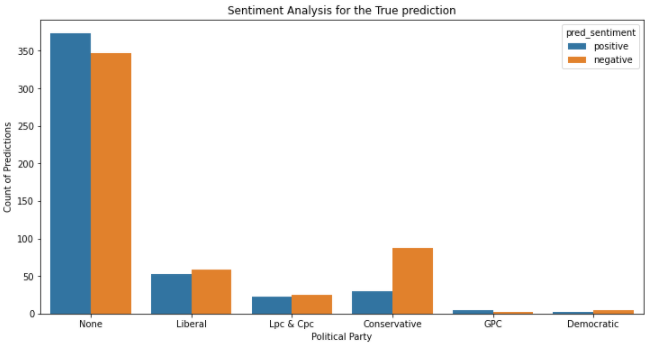 Sentiment Analysis for the True prediction
pred_sentiment
positive
negative
Count of Predictions
350
300
250
200
150
100
50
0
None Liberal Lpc & Cpc Conservative GPC Democratic
Political Party